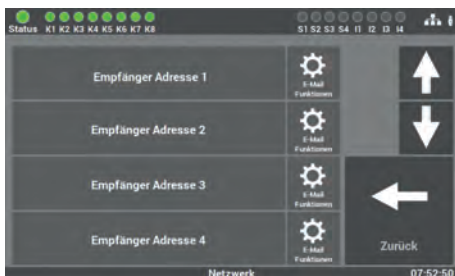 Status K1 K2 K3 K4 K5 K6 K7 K8 S1 S2 S3 S4 I1 I2 I3 I4
Empfänger Adresse 1
E-Mail
Funktionen
Empfänger Adresse 2
E-Mail
Funktionen
Empfänger Adresse 3
E-Mail
Funktionen
Empfänger Adresse 4
E-Mail
Funktionen
Zurück
Netzwerk 07:52:50